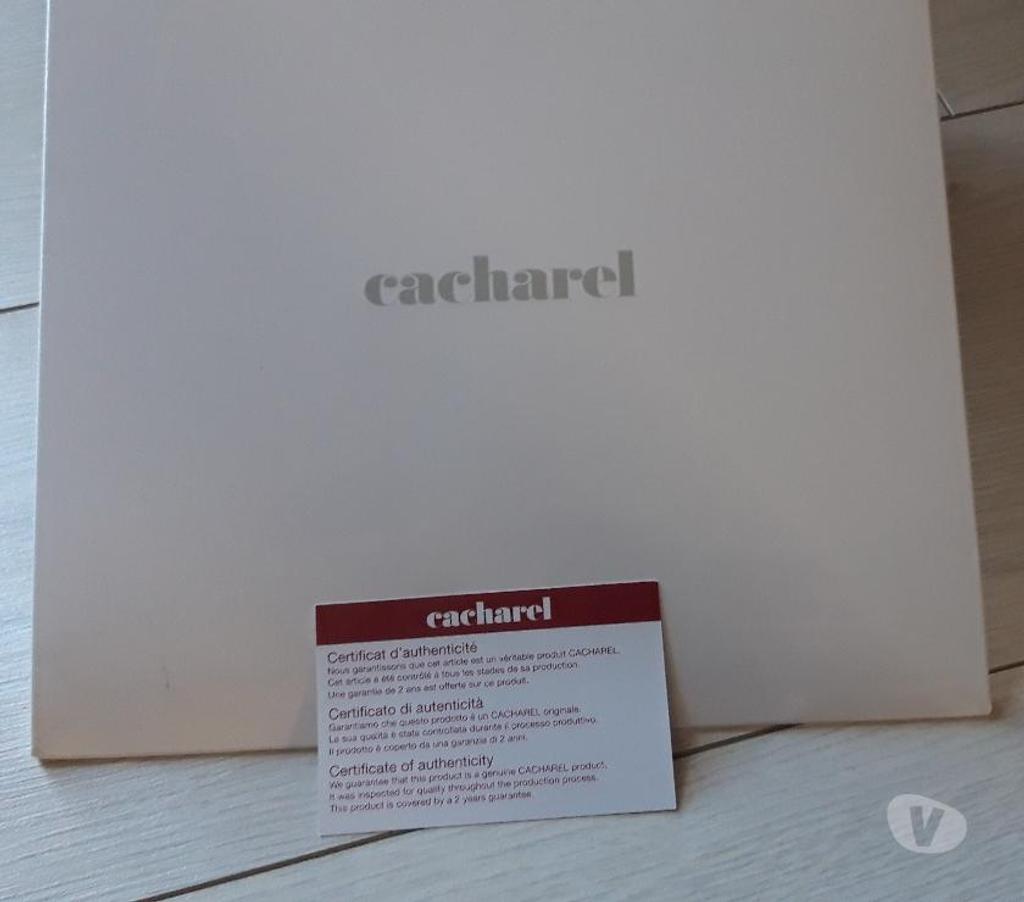 cacharel
cacharel
Certificat d'authenticité
Nous garantissons que cet article est un véritable produit CACHAREL.
Cet article a été contrôlé à tous les stades de sa production.
Une garantie de 2 ans est offerte sur ce produit.
Certificato di autenticità
Garantiamo che questo prodotto è un CACHAREL originale.
La sua qualità è stata controllata durante il processo produttivo.
Il prodotto è coperto da una garanzia di 2 anni.
Certificate of authenticity
We guarantee that this product is a genuine CACHAREL product.
It was inspected for quality throughout the production process.
This product is covered by a 2 years guarantee.
V